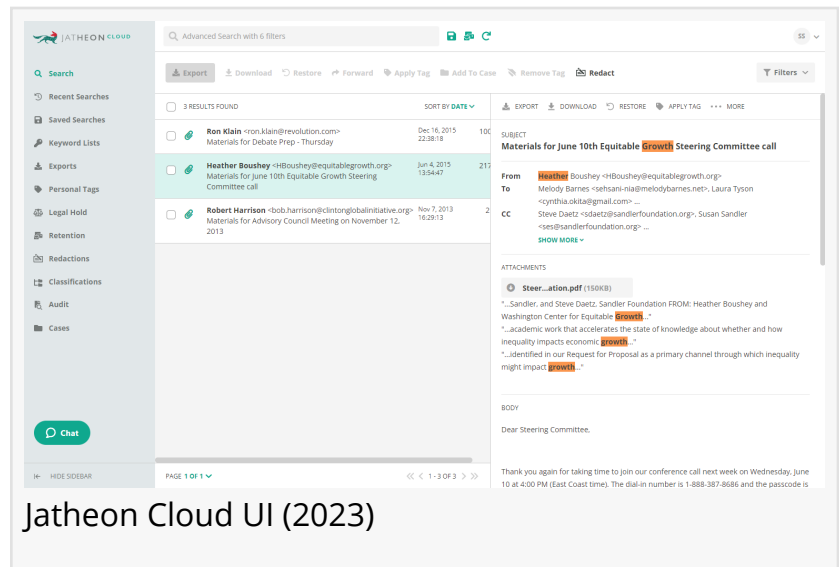 JATHEON CLOUD
Advanced Search with 6 filters
SS
Search
Recent Searches
Saved Searches
Keyword Lists
Exports
Personal Tags
Legal Hold
Retention
Redactions
Classifications
Audit
Cases
Chat
HIDE SIDEBAR
Export Download Restore Forward Apply Tag Add To Case Remove Tag Redact Filters
3 RESULTS FOUND SORT BY DATE
Ron Klain <ron.klain@revolution.com> Dec 16, 2015 100
Materials for Debate Prep - Thursday 22:38:18
Heather Boushey <HBoushey@equitablegrowth.org> Jun 4, 2015 217
Materials for June 10th Equitable Growth Steering 13:54:47
Committee call
Robert Harrison <bob.harrison@clintonglobalinitiative.org> Nov 7, 2013 2
Materials for Advisory Council Meeting on November 12, 16:29:13
2013
PAGE 1 OF 1 1 - 3 OF 3
EXPORT DOWNLOAD RESTORE APPLY TAG MORE
SUBJECT
Materials for June 10th Equitable Growth Steering Committee call
From Heather Boushey <HBoushey@equitablegrowth.org>
To Melody Barnes <sehsani-nia@melodybarnes.net>, Laura Tyson
<cynthia.okita@gmail.com> ...
CC Steve Daetz <sdaetz@sandlerfoundation.org>, Susan Sandler
<ses@sandlerfoundation.org> ...
SHOW MORE
ATTACHMENTS
Steer...ation.pdf (150KB)
"...Sandler, and Steve Daetz, Sandler Foundation FROM: Heather Boushey and
Washington Center for Equitable Growth..."
"...academic work that accelerates the state of knowledge about whether and how
inequality impacts economic growth..."
"...identified in our Request for Proposal as a primary channel through which inequality
might impact growth..."
BODY
Dear Steering Committee,
Thank you again for taking time to join our conference call next week on Wednesday, June
10 at 4:00 PM (East Coast time). The dial-in number is 1-888-387-8686 and the passcode is
Jatheon Cloud UI (2023)